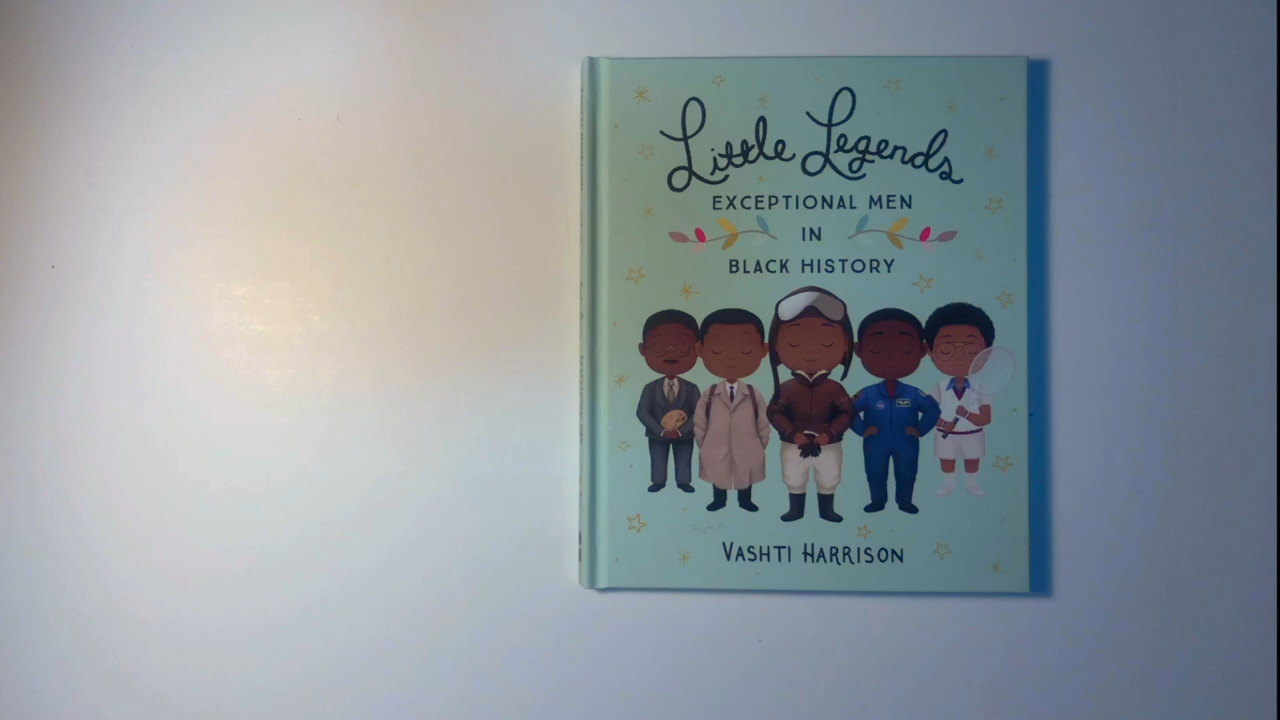 Little Legends
EXCEPTIONAL MEN
IN
BLACK HISTORY
VASHTI HARRISON